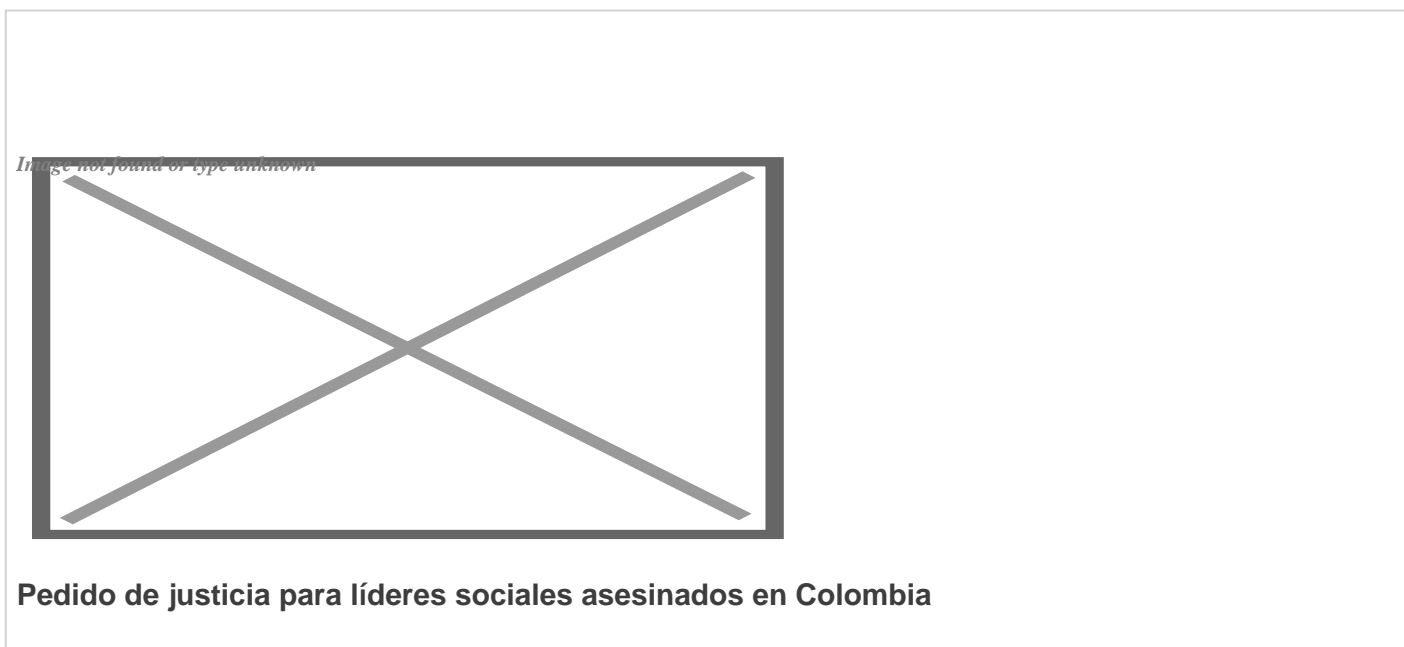 Image not found or type unknown
Pedido de justicia para líderes sociales asesinados en Colombia